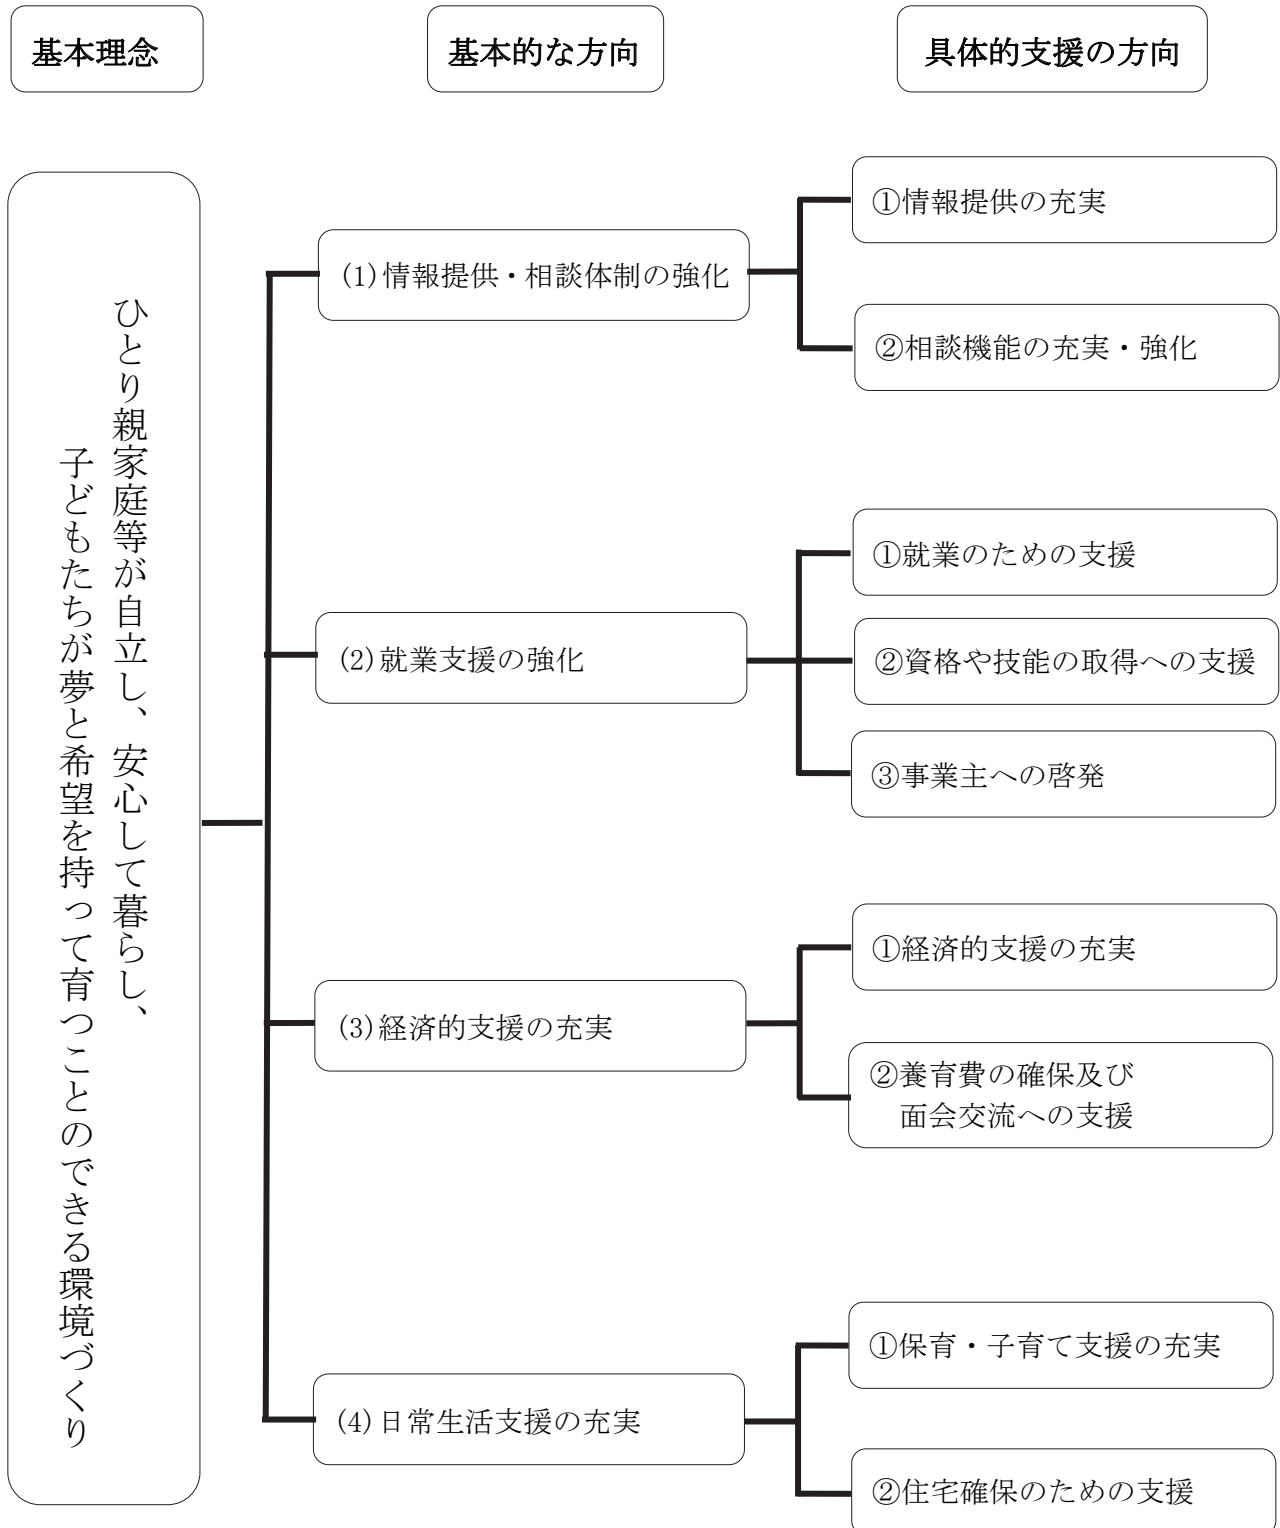 基本理念
基本的な方向
具体的支援の方向
ひとり親家庭等が自立し、安心して暮らし、
子どもたちが夢と希望を持って育つことのできる環境づくり
(1)情報提供・相談体制の強化
①情報提供の充実
②相談機能の充実・強化
(2)就業支援の強化
①就業のための支援
②資格や技能の取得への支援
③事業主への啓発
(3)経済的支援の充実
①経済的支援の充実
②養育費の確保及び
面会交流への支援
(4)日常生活支援の充実
①保育・子育て支援の充実
②住宅確保のための支援